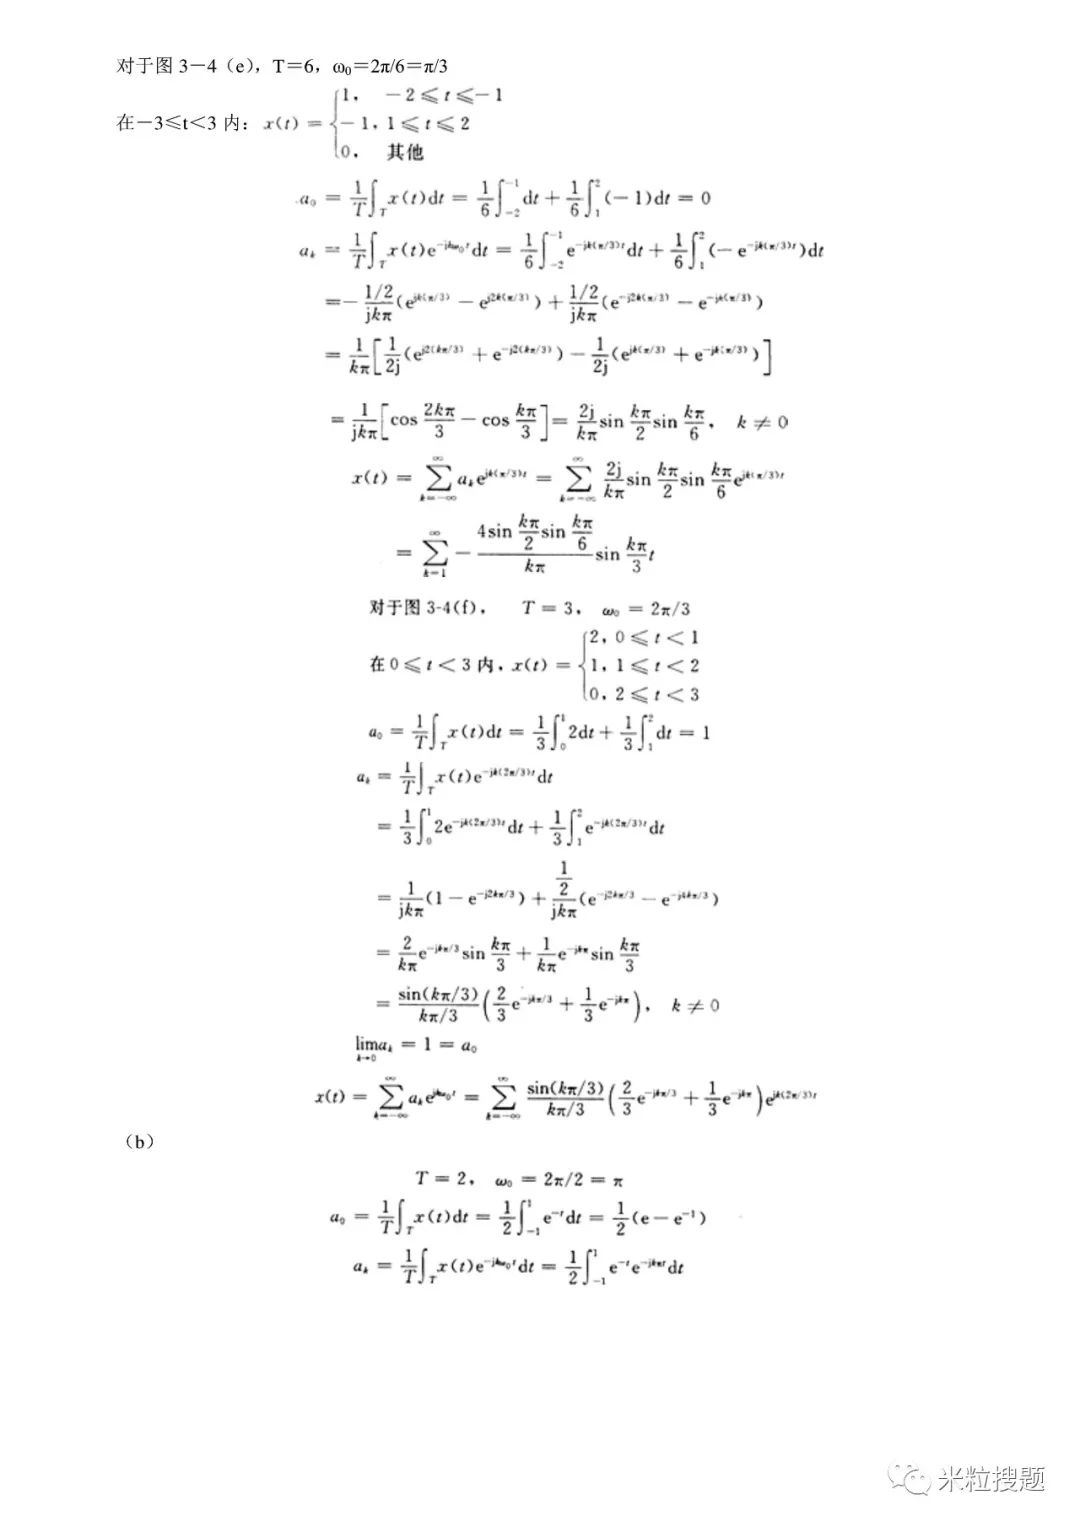 对于图 3－4（e），T＝6，ω₀＝2π/6＝π/3
在－3≤t＜3 内： x(t) = { 1, －2 ⩽ t ⩽ －1
－1, 1 ⩽ t ⩽ 2
0, 其他
a₀ = 1/T ∫_T x(t)dt = 1/6 ∫_{-2}^{-1} dt + 1/6 ∫_1^2 (－1)dt = 0
a_k = 1/T ∫_T x(t)e^{-jkω₀t}dt = 1/6 ∫_{-2}^{-1} e^{-jk(π/3)t}dt + 1/6 ∫_1^2 (－e^{-jk(π/3)t})dt
=－ (1/2)/(jkπ) (e^{jk(π/3)} － e^{j2k(π/3)}) + (1/2)/(jkπ) (e^{-j2k(π/3)} － e^{-jk(π/3)})
= 1/(kπ) [ 1/(2j) (e^{j2(kπ/3)} + e^{-j2(kπ/3)}) － 1/(2j) (e^{jk(π/3)} + e^{-jk(π/3)}) ]
= 1/(jkπ) [ cos 2kπ/3 － cos kπ/3 ] = 2j/(kπ) sin kπ/2 sin kπ/6, k ≠ 0
x(t) = ∑_{k=-∞}^{∞} a_k e^{jk(π/3)t} = ∑_{k=-∞}^{∞} 2j/(kπ) sin kπ/2 sin kπ/6 e^{jk(π/3)t}
= ∑_{k=1}^{∞} － (4sin kπ/2 sin kπ/6)/(kπ) sin kπ/3 t
对于图 3-4(f), T = 3, ω₀ = 2π/3
在 0 ⩽ t < 3 内, x(t) = { 2, 0 ⩽ t < 1
1, 1 ⩽ t < 2
0, 2 ⩽ t < 3
a₀ = 1/T ∫_T x(t)dt = 1/3 ∫_0^1 2dt + 1/3 ∫_1^2 dt = 1
a_k = 1/T ∫_T x(t)e^{-jk(2π/3)t}dt
= 1/3 ∫_0^1 2e^{-jk(2π/3)t}dt + 1/3 ∫_1^2 e^{-jk(2π/3)t}dt
= 1/(jkπ) (1 － e^{-j2kπ/3}) + (1/2)/(jkπ) (e^{-j2kπ/3} － e^{-j4kπ/3})
= 2/(kπ) e^{-jkπ/3} sin kπ/3 + 1/(kπ) e^{-jkπ} sin kπ/3
= sin(kπ/3)/(kπ/3) ( 2/3 e^{-jkπ/3} + 1/3 e^{-jkπ} ), k ≠ 0
lim_{k→0} a_k = 1 = a₀
x(t) = ∑_{k=-∞}^{∞} a_k e^{jkω₀t} = ∑_{k=-∞}^{∞} sin(kπ/3)/(kπ/3) ( 2/3 e^{-jkπ/3} + 1/3 e^{-jkπ} ) e^{jk(2π/3)t}
（b）
T = 2, ω₀ = 2π/2 = π
a₀ = 1/T ∫_T x(t)dt = 1/2 ∫_{-1}^1 e^{-t}dt = 1/2 (e － e^{-1})
a_k = 1/T ∫_T x(t)e^{-jkω₀t}dt = 1/2 ∫_{-1}^1 e^{-t}e^{-jkπt}dt
米粒搜题